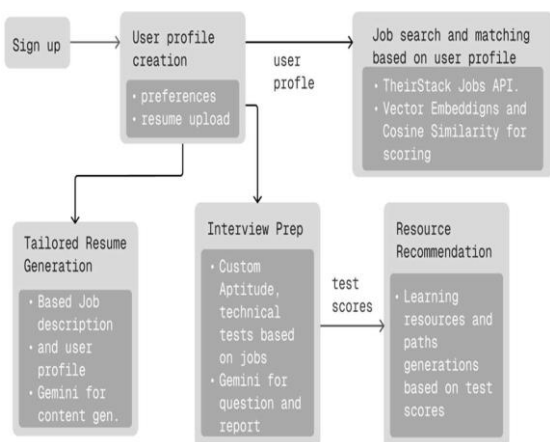 Sign up
User profile
creation
• preferences
• resume upload
user
profle
Job search and matching
based on user profile
• TheirStack Jobs API.
• Vector Embeddigns and
Cosine Similarity for
scoring
Tailored Resume
Generation
• Based Job
description
• and user
profile
• Gemini for
content gen.
Interview Prep
• Custom
Aptitude,
technical
tests based
on jobs
• Gemini for
question and
report
test
scores
Resource
Recommendation
• Learning
resources and
paths
generations
based on test
scores